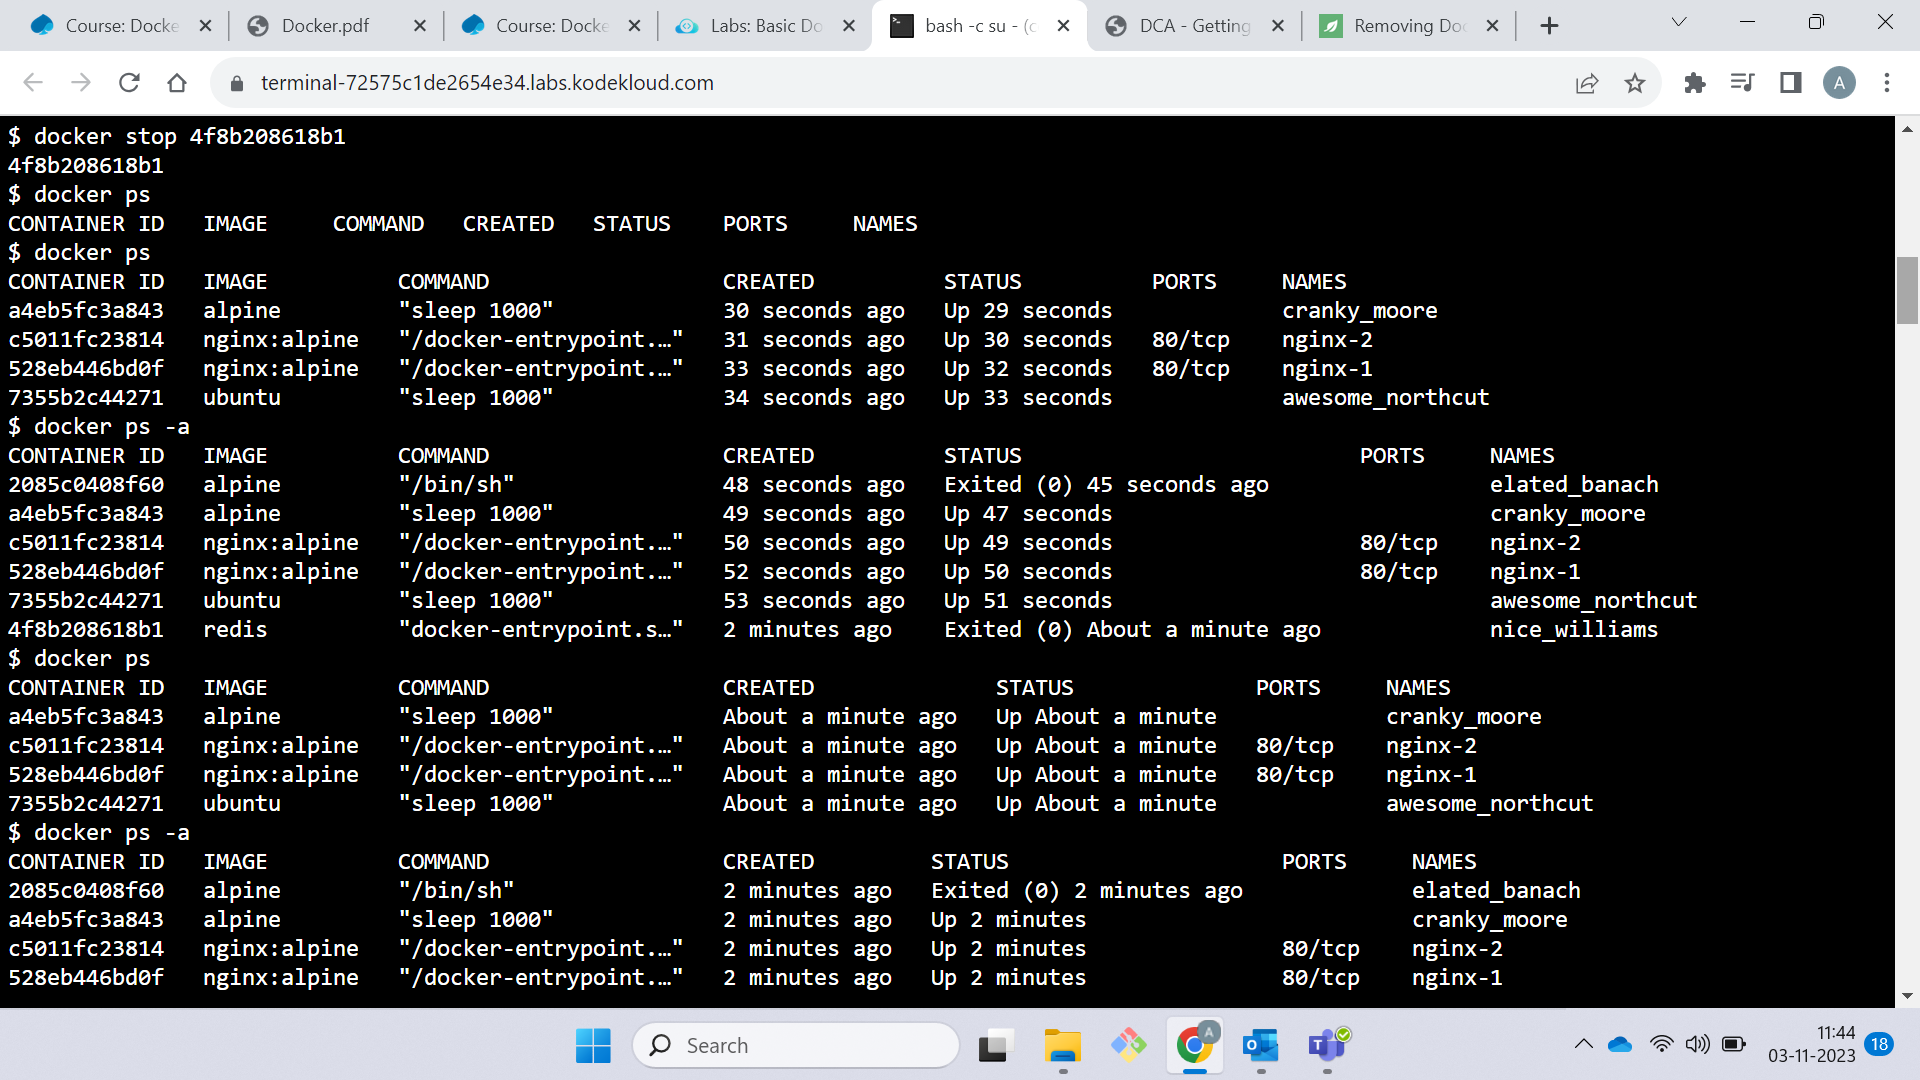 Course: Docke
Docker.pdf
Course: Docke
Labs: Basic Do
bash -c su - (c
DCA - Getting
Removing Doc
terminal-72575c1de2654e34.labs.kodekloud.com
A
$ docker stop 4f8b208618b1
4f8b208618b1
$ docker ps
CONTAINER ID   IMAGE     COMMAND   CREATED   STATUS    PORTS     NAMES
$ docker ps
CONTAINER ID   IMAGE          COMMAND                  CREATED          STATUS          PORTS     NAMES
a4eb5fc3a843   alpine         "sleep 1000"             30 seconds ago   Up 29 seconds             cranky_moore
c5011fc23814   nginx:alpine   "/docker-entrypoint.…"   31 seconds ago   Up 30 seconds   80/tcp    nginx-2
528eb446bd0f   nginx:alpine   "/docker-entrypoint.…"   33 seconds ago   Up 32 seconds   80/tcp    nginx-1
7355b2c44271   ubuntu         "sleep 1000"             34 seconds ago   Up 33 seconds             awesome_northcut
$ docker ps -a
CONTAINER ID   IMAGE          COMMAND                  CREATED          STATUS                          PORTS     NAMES
2085c0408f60   alpine         "/bin/sh"                48 seconds ago   Exited (0) 45 seconds ago                 elated_banach
a4eb5fc3a843   alpine         "sleep 1000"             49 seconds ago   Up 47 seconds                             cranky_moore
c5011fc23814   nginx:alpine   "/docker-entrypoint.…"   50 seconds ago   Up 49 seconds                   80/tcp    nginx-2
528eb446bd0f   nginx:alpine   "/docker-entrypoint.…"   52 seconds ago   Up 50 seconds                   80/tcp    nginx-1
7355b2c44271   ubuntu         "sleep 1000"             53 seconds ago   Up 51 seconds                             awesome_northcut
4f8b208618b1   redis          "docker-entrypoint.s…"   2 minutes ago    Exited (0) About a minute ago             nice_williams
$ docker ps
CONTAINER ID   IMAGE          COMMAND                  CREATED              STATUS              PORTS     NAMES
a4eb5fc3a843   alpine         "sleep 1000"             About a minute ago   Up About a minute             cranky_moore
c5011fc23814   nginx:alpine   "/docker-entrypoint.…"   About a minute ago   Up About a minute   80/tcp    nginx-2
528eb446bd0f   nginx:alpine   "/docker-entrypoint.…"   About a minute ago   Up About a minute   80/tcp    nginx-1
7355b2c44271   ubuntu         "sleep 1000"             About a minute ago   Up About a minute             awesome_northcut
$ docker ps -a
CONTAINER ID   IMAGE          COMMAND                  CREATED         STATUS                     PORTS     NAMES
2085c0408f60   alpine         "/bin/sh"                2 minutes ago   Exited (0) 2 minutes ago             elated_banach
a4eb5fc3a843   alpine         "sleep 1000"             2 minutes ago   Up 2 minutes                         cranky_moore
c5011fc23814   nginx:alpine   "/docker-entrypoint.…"   2 minutes ago   Up 2 minutes               80/tcp    nginx-2
528eb446bd0f   nginx:alpine   "/docker-entrypoint.…"   2 minutes ago   Up 2 minutes               80/tcp    nginx-1
Search
A
11:44
03-11-2023
18